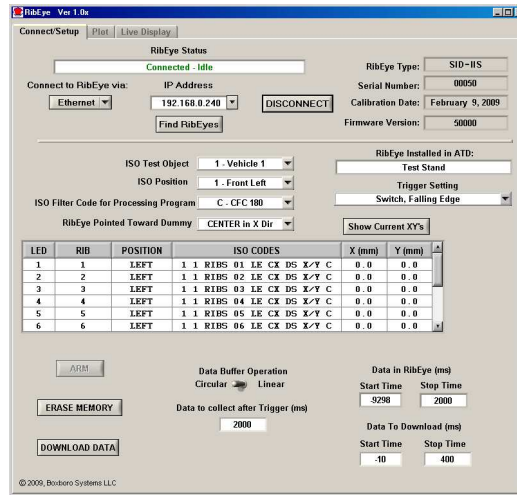 RibEye Ver 1.0x
Connect/Setup Plot Live Display
RibEye Status
Connected - Idle
Connect to RibEye via: IP Address
Ethernet 192.168.0.240 DISCONNECT
Find RibEyes
RibEye Type: SID-IIS
Serial Number: 00050
Calibration Date: February 9, 2009
Firmware Version: 50000
ISO Test Object 1 - Vehicle 1
ISO Position 1 - Front Left
ISO Filter Code for Processing Program C - CFC 180
RibEye Pointed Toward Dummy CENTER in X Dir
RibEye Installed in ATD:
Test Stand
Trigger Setting
Switch, Falling Edge
Show Current XY's
LED RIB POSITION ISO CODES X (mm) Y (mm)
1 1 LEFT 1 1 RIBS 01 LE CX DS X/Y C 0.0 0.0
2 2 LEFT 1 1 RIBS 02 LE CX DS X/Y C 0.0 0.0
3 3 LEFT 1 1 RIBS 03 LE CX DS X/Y C 0.0 0.0
4 4 LEFT 1 1 RIBS 04 LE CX DS X/Y C 0.0 0.0
5 5 LEFT 1 1 RIBS 05 LE CX DS X/Y C 0.0 0.0
6 6 LEFT 1 1 RIBS 06 LE CX DS X/Y C 0.0 0.0
ARM
ERASE MEMORY
DOWNLOAD DATA
Data Buffer Operation
Circular Linear
Data to collect after Trigger (ms)
2000
Data in RibEye (ms)
Start Time Stop Time
-9298 2000
Data To Download (ms)
Start Time Stop Time
-10 400
© 2009, Boxboro Systems LLC